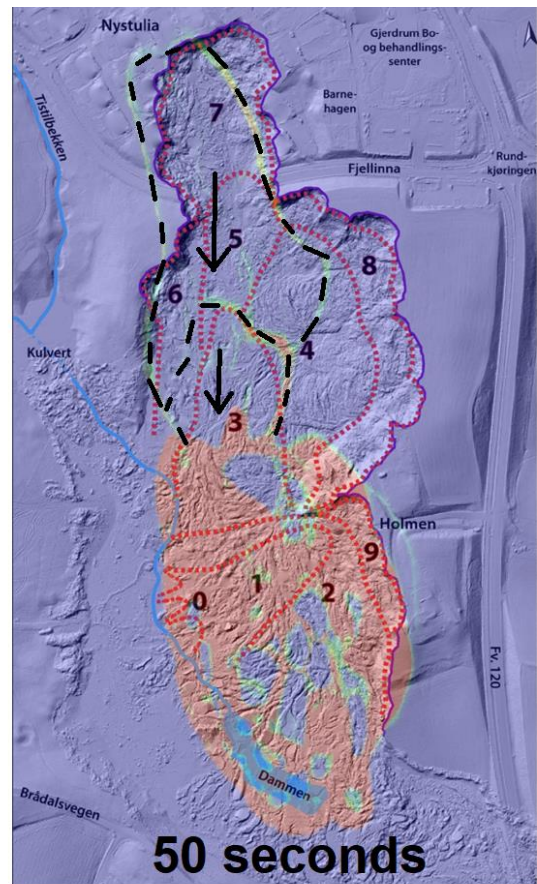 Nystulia
Gjerdrum Bo-
og behandlings-
senter
Tistilbekken
Barne-
hagen
7
Fjellinna
Rund-
kjøringen
5
8
6
4
Kulvert
3
Holmen
9
1
2
0
Fv. 120
Dammen
Brådalsvegen
50 seconds